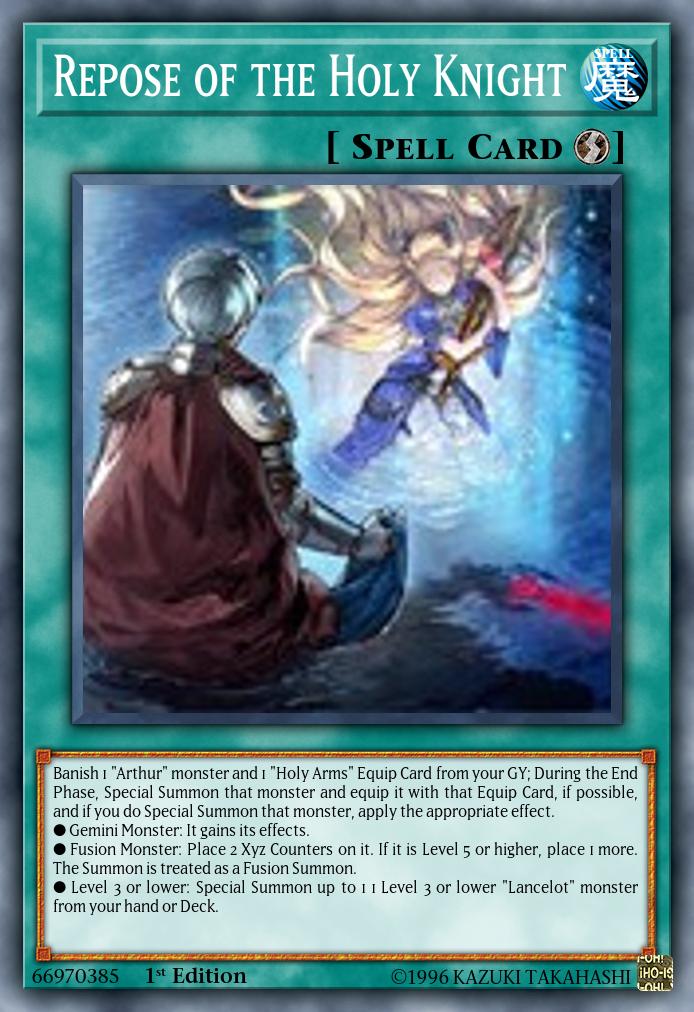 REPOSE OF THE HOLY KNIGHT
SPELL
魔
[ SPELL CARD ]
Banish 1 "Arthur" monster and 1 "Holy Arms" Equip Card from your GY; During the End
Phase, Special Summon that monster and equip it with that Equip Card, if possible,
and if you do Special Summon that monster, apply the appropriate effect.
● Gemini Monster: It gains its effects.
● Fusion Monster: Place 2 Xyz Counters on it. If it is Level 5 or higher, place 1 more.
The Summon is treated as a Fusion Summon.
● Level 3 or lower: Special Summon up to 1 1 Level 3 or lower "Lancelot" monster
from your hand or Deck.
66970385 1st Edition ©1996 KAZUKI TAKAHASHI